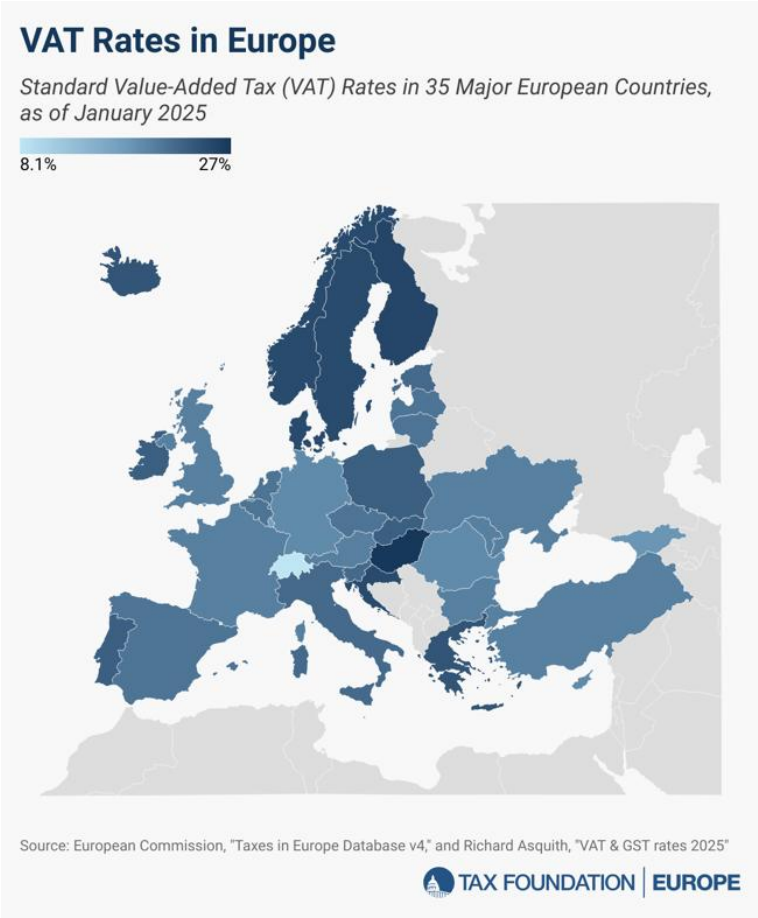 VAT Rates in Europe
Standard Value-Added Tax (VAT) Rates in 35 Major European Countries,
as of January 2025
8.1% 27%
Source: European Commission, "Taxes in Europe Database v4," and Richard Asquith, "VAT & GST rates 2025"
TAX FOUNDATION | EUROPE